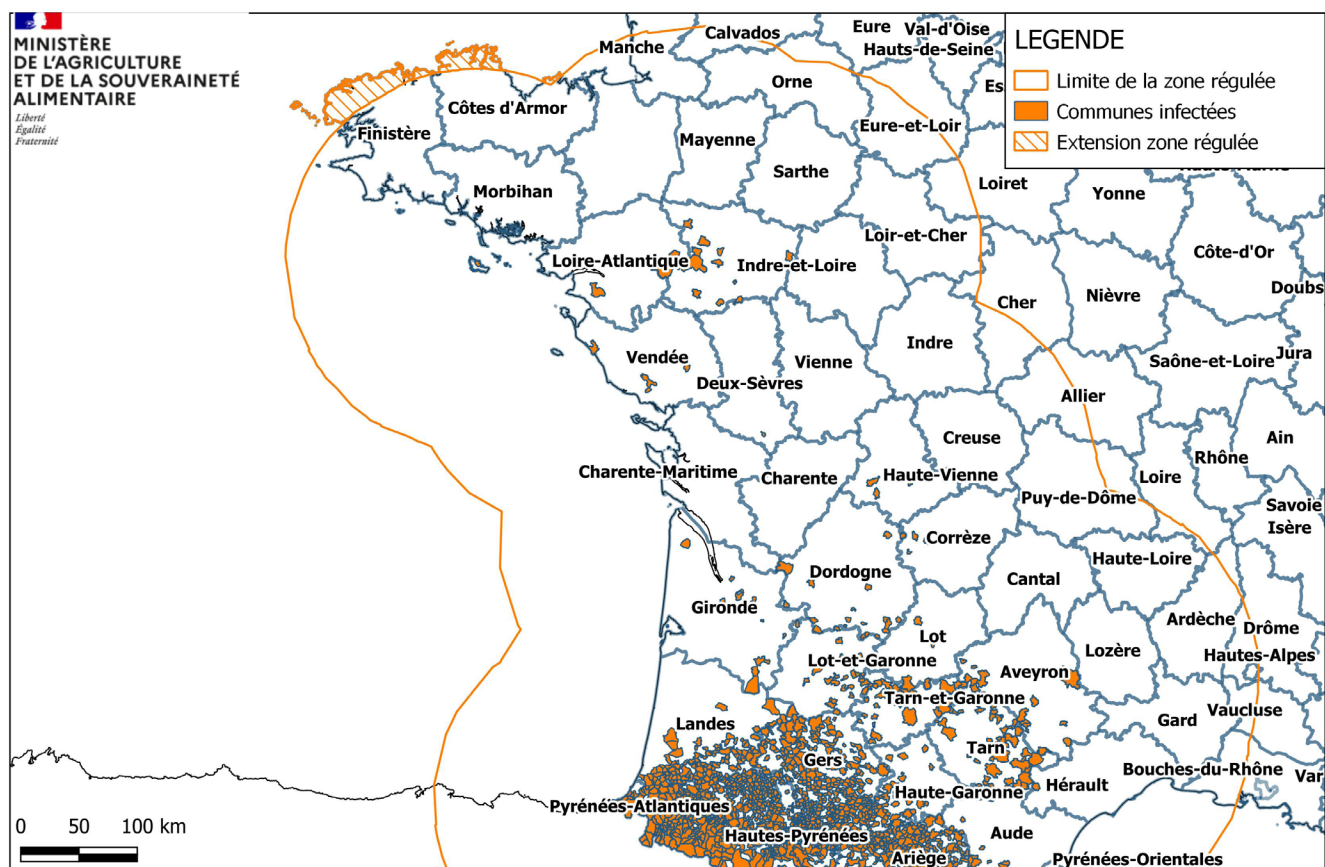 MINISTÈRE
DE L'AGRICULTURE
ET DE LA SOUVERAINETÉ
ALIMENTAIRE
Liberté
Égalité
Fraternité
LEGENDE
Limite de la zone régulée
Communes infectées
Extension zone régulée
Manche
Calvados
Eure
Val-d'Oise
Hauts-de-Seine
Orne
Es
Côtes d'Armor
Finistère
Mayenne
Eure-et-Loir
Sarthe
Loiret
Yonne
Morbihan
Loir-et-Cher
Côte-d'Or
Loire-Atlantique
Indre-et-Loire
Doubs
Cher
Nièvre
Indre
Vendée
Vienne
Saône-et-Loire
Jura
Deux-Sèvres
Allier
Creuse
Ain
Rhône
Charente-Maritime
Charente
Haute-Vienne
Loire
Puy-de-Dôme
Savoie
Isère
Corrèze
Haute-Loire
Dordogne
Cantal
Gironde
Ardèche
Drôme
Lot
Lozère
Hautes-Alpes
Lot-et-Garonne
Aveyron
Tarn-et-Garonne
Vaucluse
Landes
Gard
Tarn
Gers
Bouches-du-Rhône
Var
Hérault
Haute-Garonne
Pyrénées-Atlantiques
Hautes-Pyrénées
Aude
Ariège
Pyrénées-Orientales
0 50 100 km